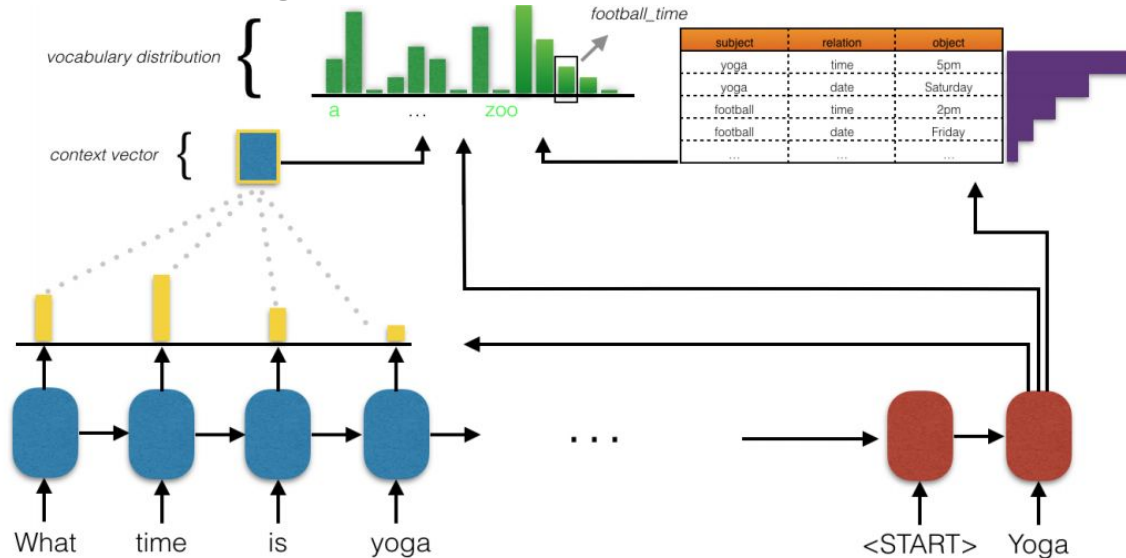 football_time
vocabulary distribution
{
a ... zoo
context vector
{
subject relation object
yoga time 5pm
yoga date Saturday
football time 2pm
football date Friday
... ... ...
...
What time is yoga <START> Yoga